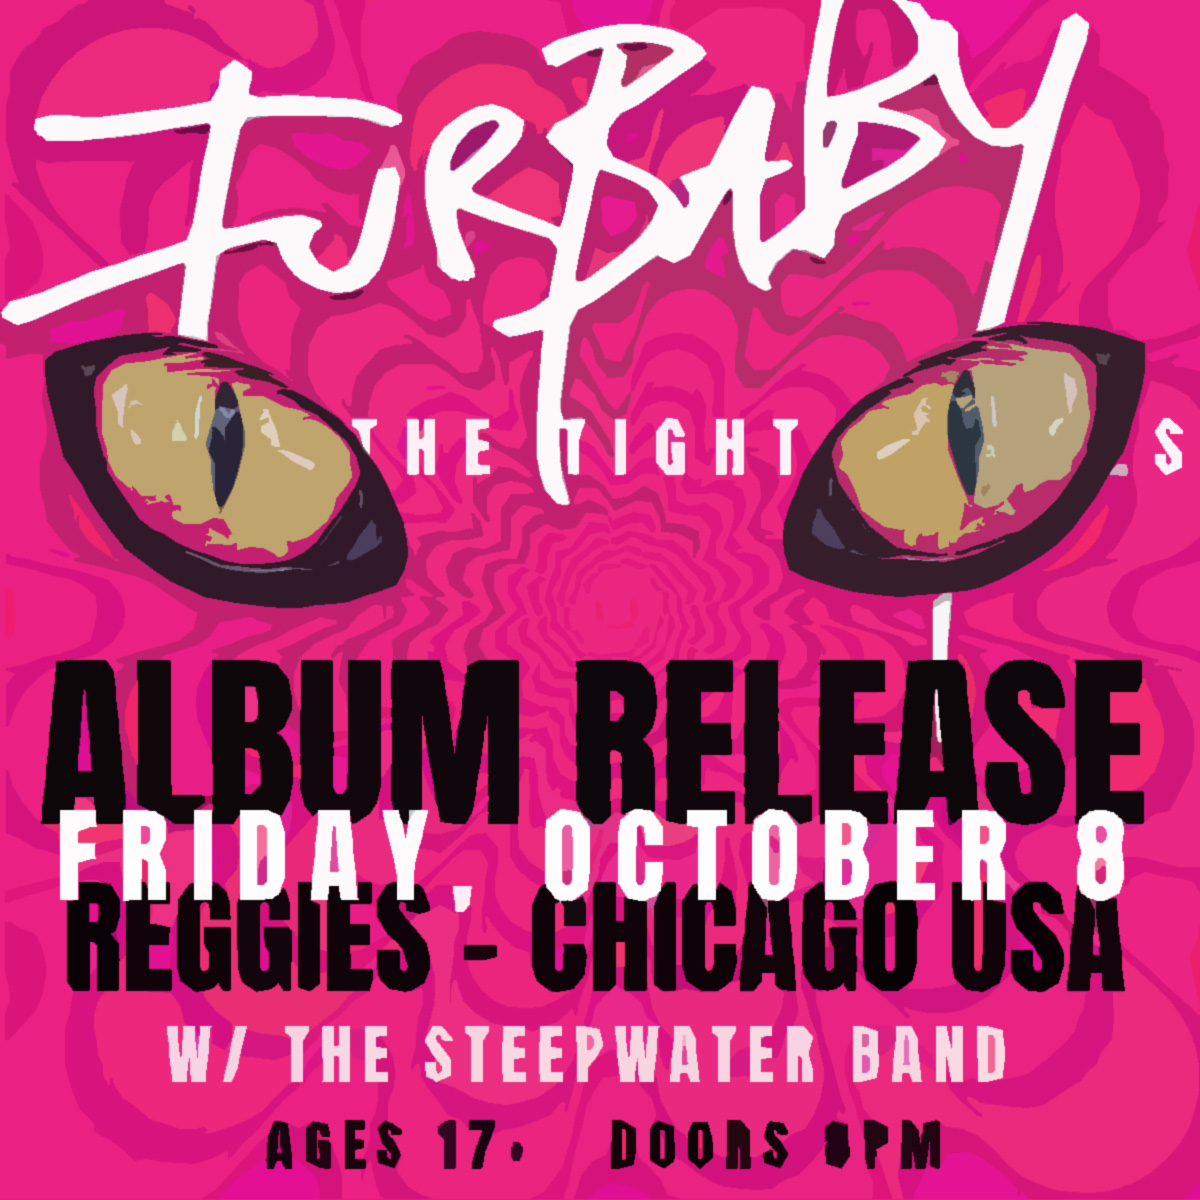 FURBABY
THE TIGHT
ALBUM RELEASE
FRIDAY, OCTOBER 8
REGGIES - CHICAGO USA
W/ THE STEEPWATER BAND
AGES 17+ DOORS 8PM